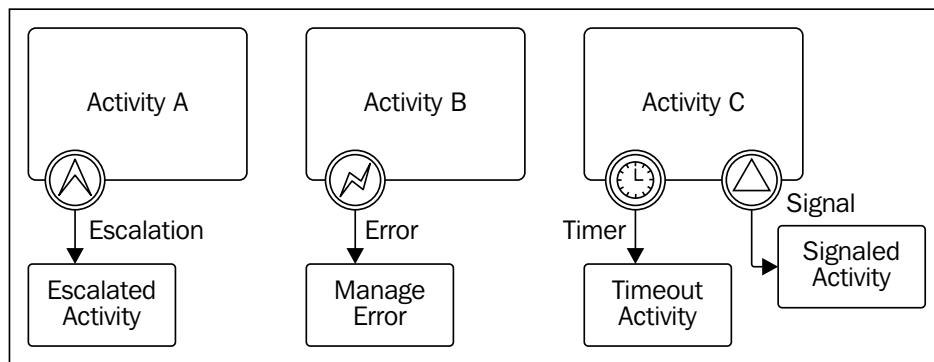 Activity A
Activity B
Activity C
Escalation
Error
Timer
Signal
Escalated
Activity
Manage
Error
Timeout
Activity
Signaled
Activity